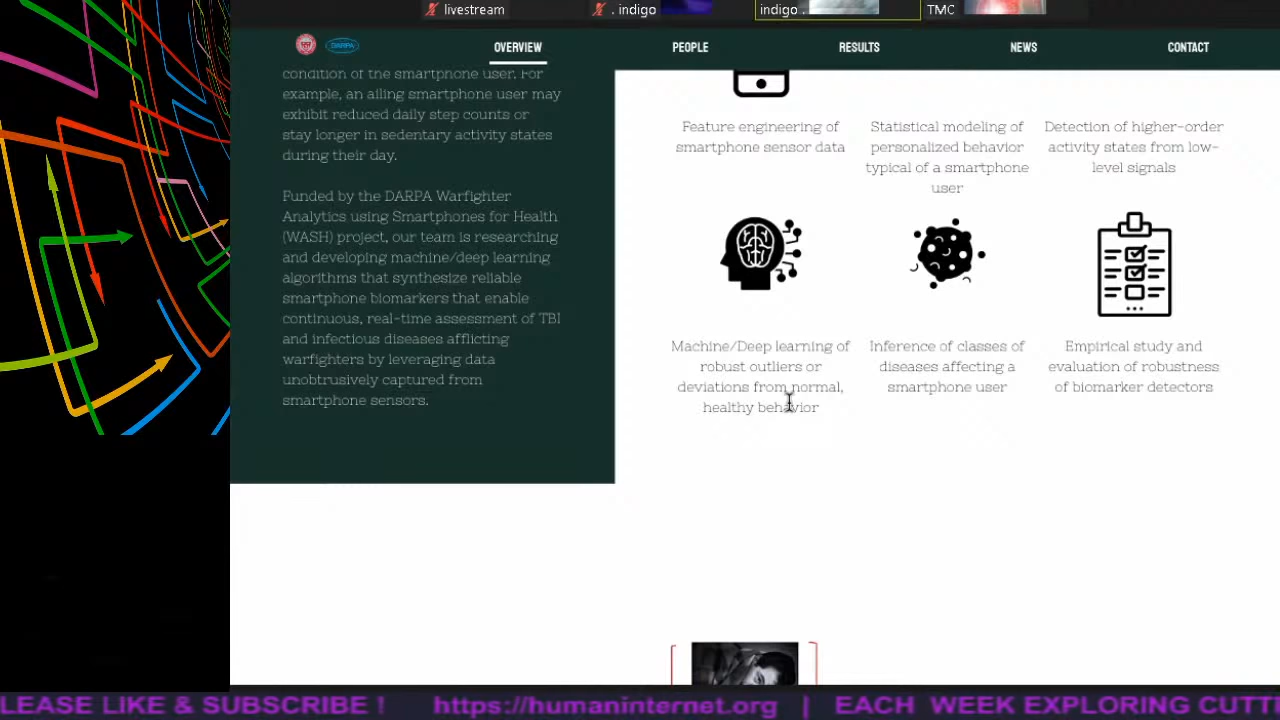 livestream
. indigo
indigo .
TMC
DARPA
OVERVIEW
PEOPLE
RESULTS
NEWS
CONTACT
condition of the smartphone user. For
example, an ailing smartphone user may
exhibit reduced daily step counts or
stay longer in sedentary activity states
during their day.
Funded by the DARPA Warfighter
Analytics using Smartphones for Health
(WASH) project, our team is researching
and developing machine/deep learning
algorithms that synthesize reliable
smartphone biomarkers that enable
continuous, real-time assessment of TBI
and infectious diseases afflicting
warfighters by leveraging data
unobtrusively captured from
smartphone sensors.
Feature engineering of
smartphone sensor data
Statistical modeling of
personalized behavior
typical of a smartphone
user
Detection of higher-order
activity states from low-
level signals
Machine/Deep learning of
robust outliers or
deviations from normal,
healthy behavior
Inference of classes of
diseases affecting a
smartphone user
Empirical study and
evaluation of robustness
of biomarker detectors
LEASE LIKE & SUBSCRIBE ! https://humaninternet.org | EACH WEEK EXPLORING CUTT